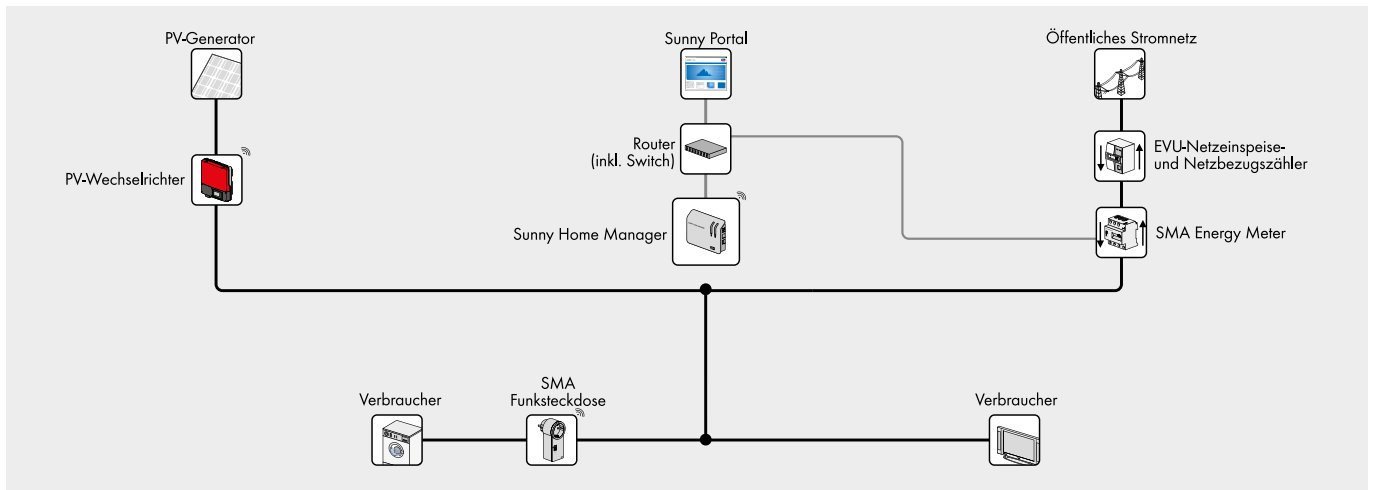 PV-Generator
Sunny Portal
Öffentliches Stromnetz
Router
(inkl. Switch)
EVU-Netzeinspeise-
und Netzbezugszähler
PV-Wechselrichter
Sunny Home Manager
SMA Energy Meter
SMA
Funksteckdose
Verbraucher
Verbraucher